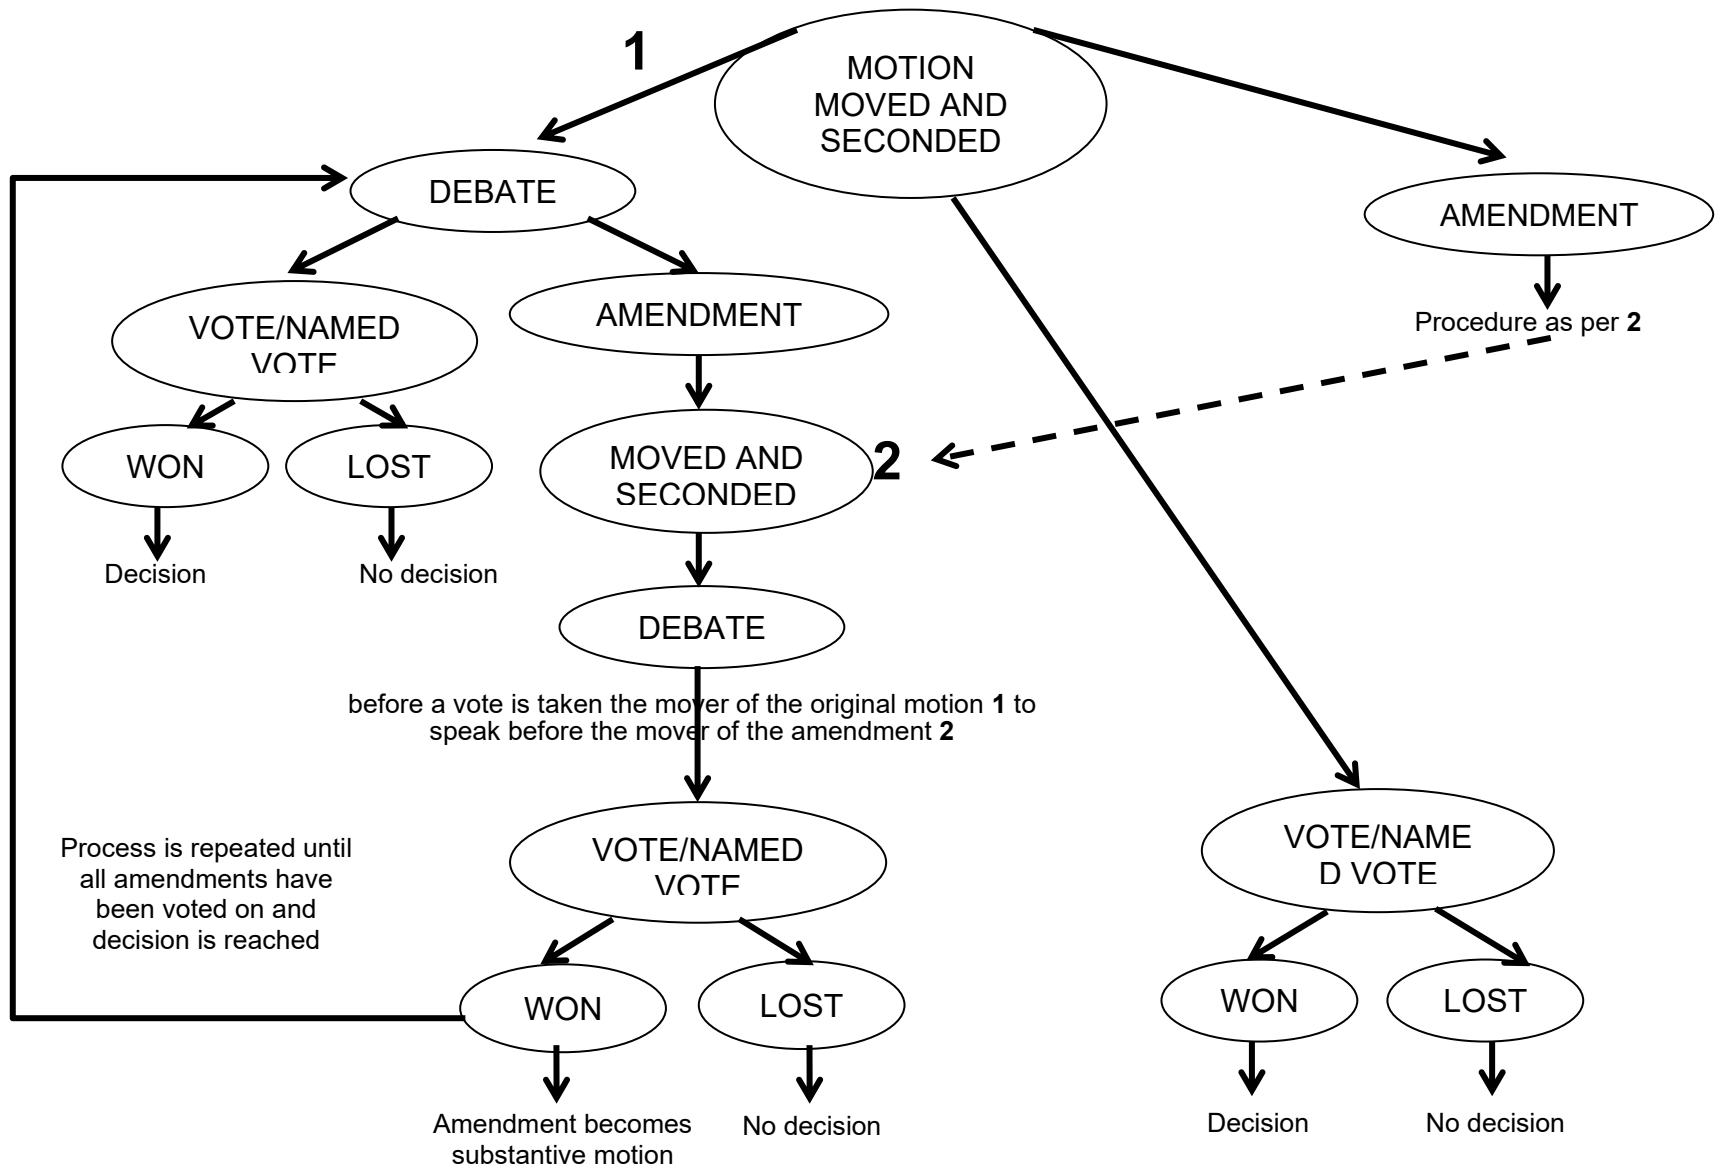 1
MOTION
MOVED AND
SECONDED
DEBATE
AMENDMENT
VOTE/NAMED
VOTE
AMENDMENT
Procedure as per 2
WON
LOST
MOVED AND
SECONDED
2
Decision
No decision
DEBATE
before a vote is taken the mover of the original motion 1 to
speak before the mover of the amendment 2
Process is repeated until
all amendments have
been voted on and
decision is reached
VOTE/NAMED
VOTE
VOTE/NAME
D VOTE
WON
LOST
WON
LOST
Amendment becomes
substantive motion
No decision
Decision
No decision